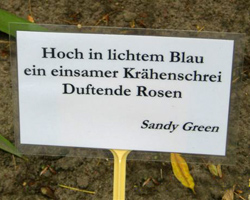 Hoch in lichtem Blau
ein einsamer Krähenschrei
Duftende Rosen
Sandy Green